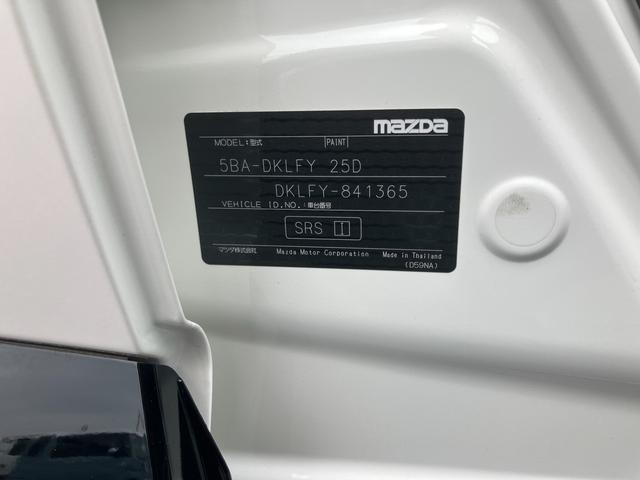 mazda
MODEL:型式 PAINT
5BA-DKLFY 25D
DKLFY-841365
VEHICLE ID.NO.:車台番号
SRS
マツダ株式会社 Mazda Motor Corporation Made in Thailand
(D59NA)